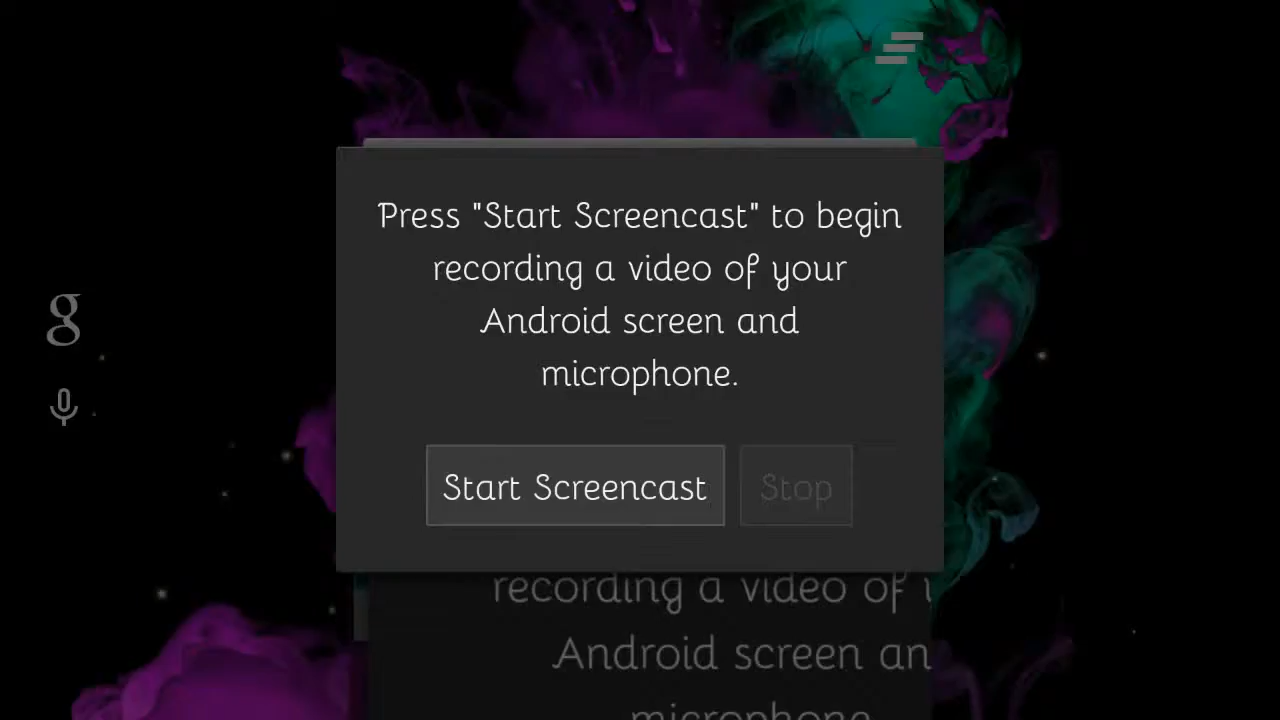 Press "Start Screencast" to begin
recording a video of your
Android screen and
microphone.
g
Start Screencast Stop
recording a video of
Android screen an
microphone